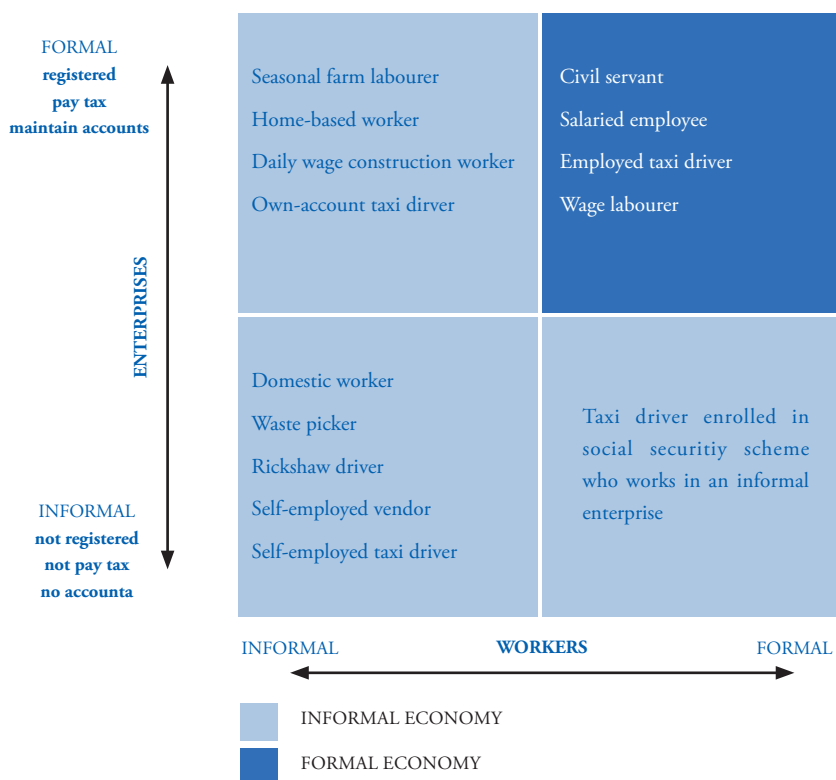 FORMAL
registered
pay tax
maintain accounts
ENTERPRISES
INFORMAL
not registered
not pay tax
no accounta
Seasonal farm labourer
Home-based worker
Daily wage construction worker
Own-account taxi dirver
Civil servant
Salaried employee
Employed taxi driver
Wage labourer
Domestic worker
Waste picker
Rickshaw driver
Self-employed vendor
Self-employed taxi driver
Taxi driver enrolled in
social securitiy scheme
who works in an informal
enterprise
INFORMAL WORKERS FORMAL
INFORMAL ECONOMY
FORMAL ECONOMY